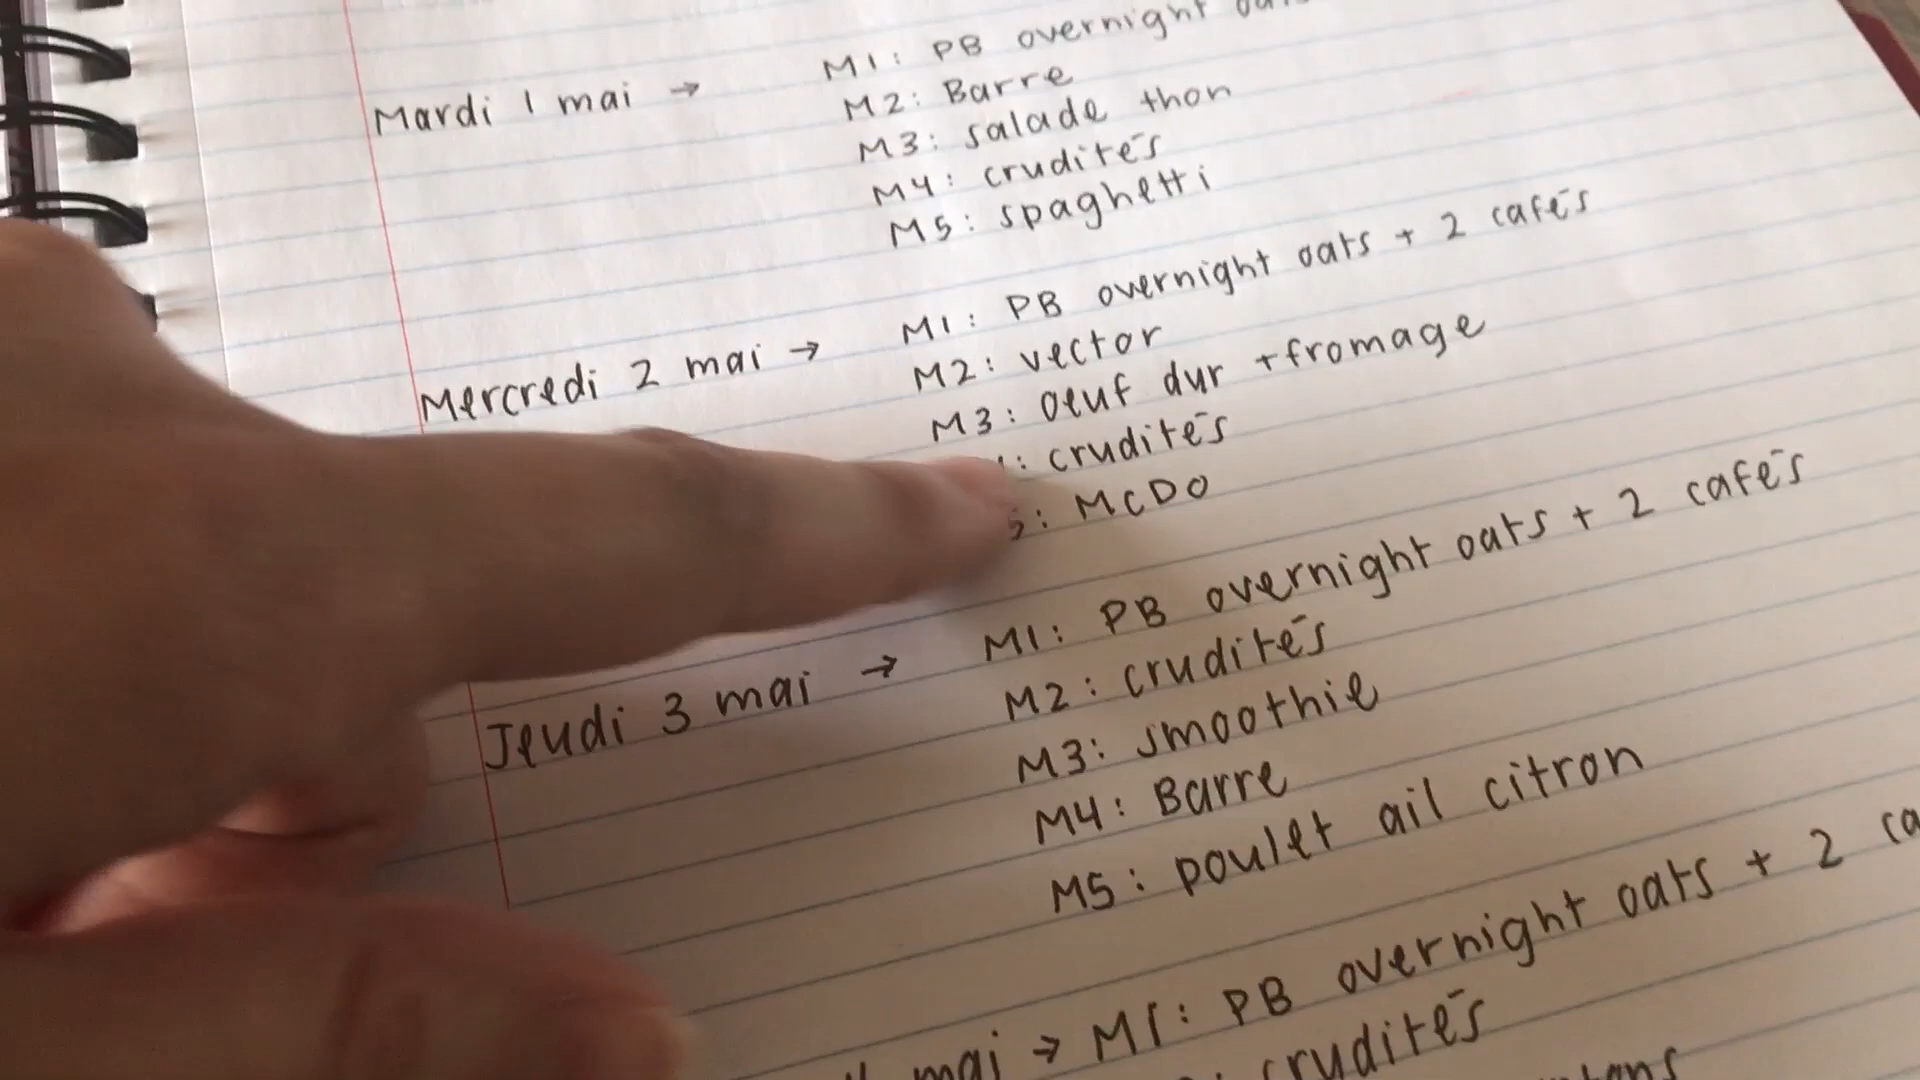 M1: PB overnight
Mardi 1 mai →
M2: Barre
M3: salade thon
M4: crudités
M5: spaghetti
M1: PB overnight oats + 2 cafés
Mercredi 2 mai →
M2: vector
M3: oeuf dur + fromage
: crudités
5: MCDO
M1: PB overnight oats + 2 cafés
Jeudi 3 mai →
M2: crudités
M3: smoothie
M4: Barre
M5: poulet ail citron
mai → M1: PB overnight oats + 2
: crudités